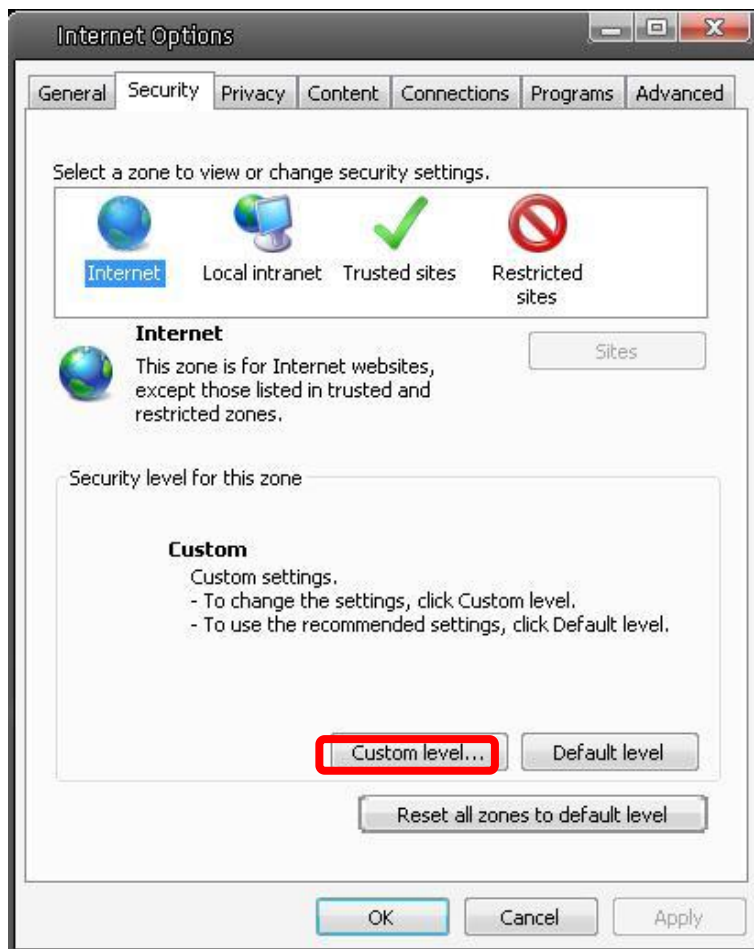 Internet Options
General Security Privacy Content Connections Programs Advanced
Select a zone to view or change security settings.
Internet Local intranet Trusted sites Restricted
sites
Internet
Sites
This zone is for Internet websites,
except those listed in trusted and
restricted zones.
Security level for this zone
Custom
Custom settings.
- To change the settings, click Custom level.
- To use the recommended settings, click Default level.
Custom level... Default level
Reset all zones to default level
OK Cancel Apply